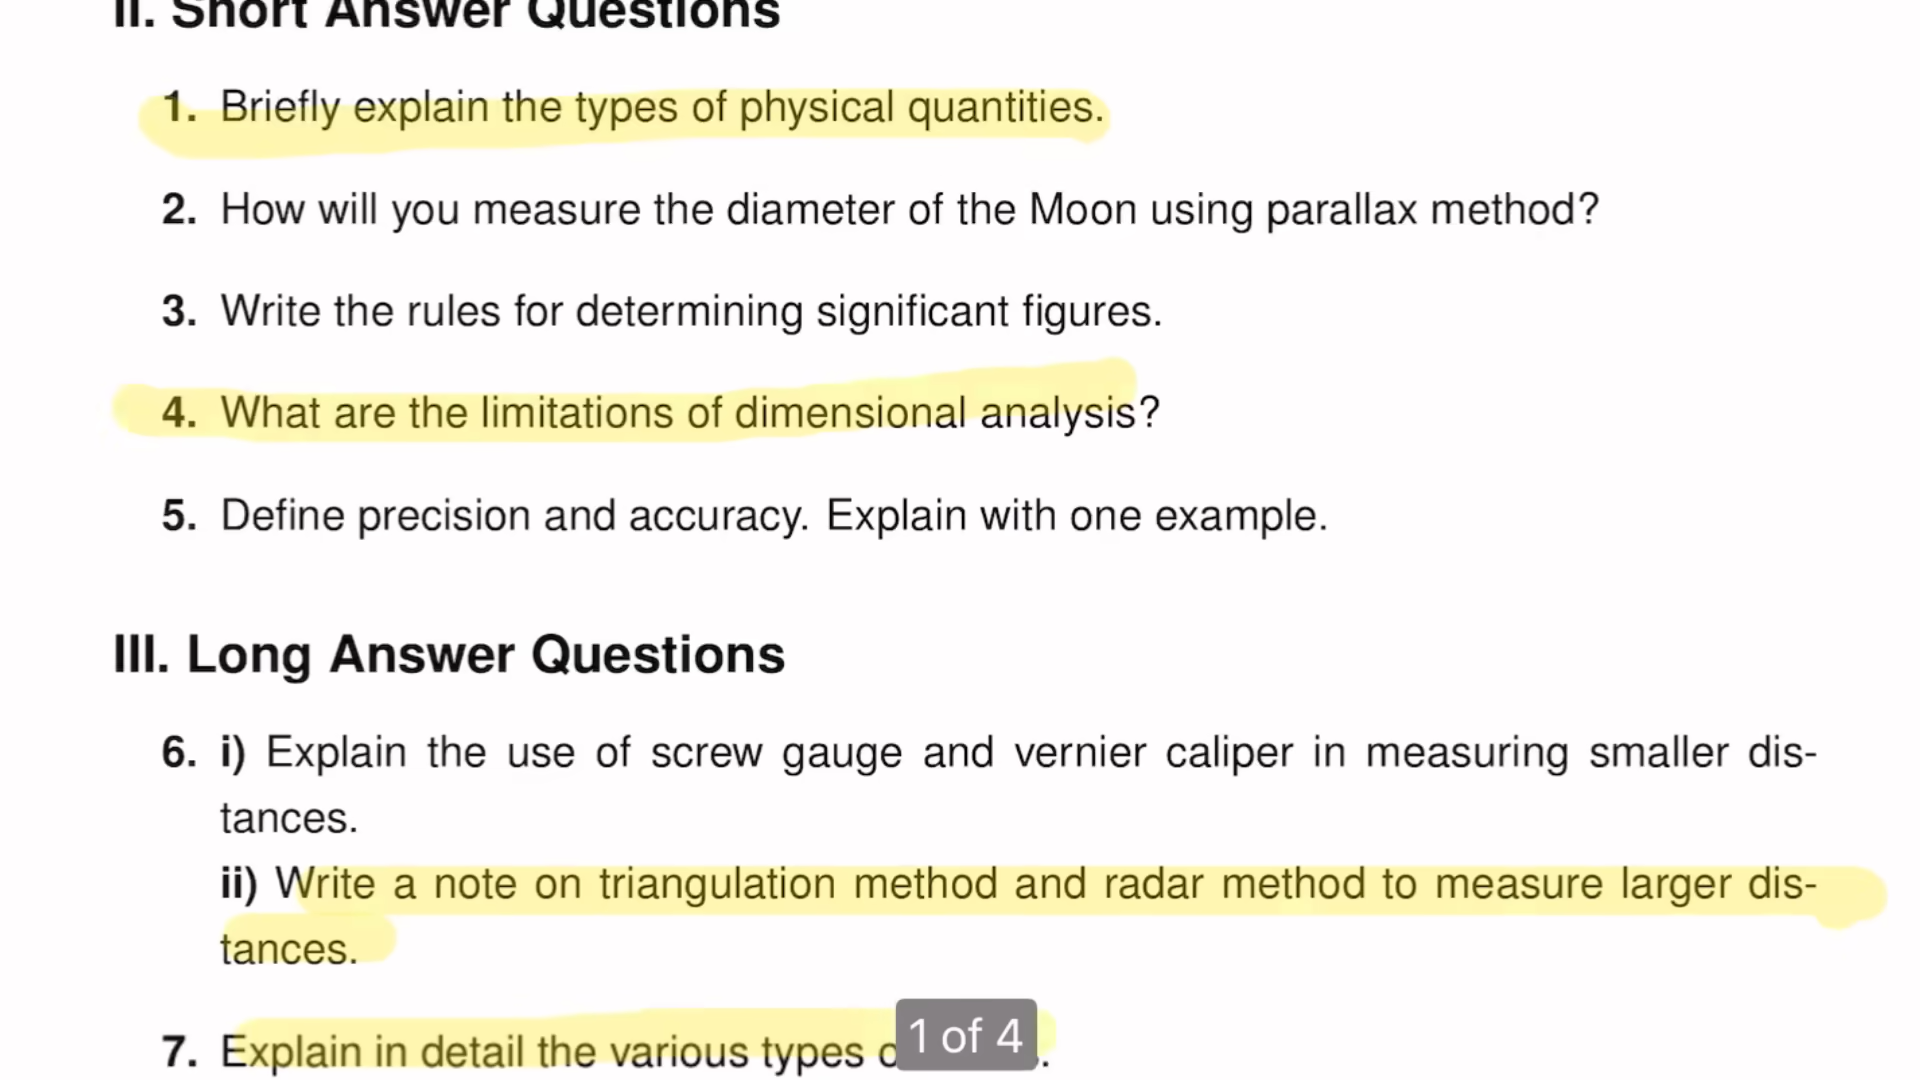 II. Short Answer Questions
1. Briefly explain the types of physical quantities.
2. How will you measure the diameter of the Moon using parallax method?
3. Write the rules for determining significant figures.
4. What are the limitations of dimensional analysis?
5. Define precision and accuracy. Explain with one example.
III. Long Answer Questions
6. i) Explain the use of screw gauge and vernier caliper in measuring smaller dis-
tances.
ii) Write a note on triangulation method and radar method to measure larger dis-
tances.
7. Explain in detail the various types
1 of 4